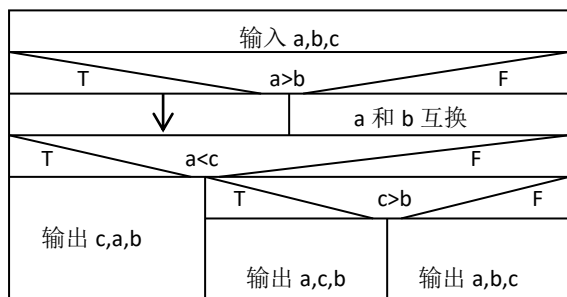 输入 a,b,c
T a>b F
a 和 b 互换
T a<c F
T c>b F
输出 c,a,b
输出 a,c,b 输出 a,b,c